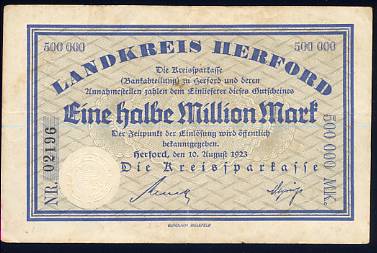 500 000
500 000
LANDKREIS HERFORD
Die Kreissparkasse
(Bankabteilung) zu Herford und deren
Annahmestellen zahlen dem Einlieferer dieses Gutscheines
Eine halbe Million Mark
Der Zeitpunkt der Einlösung wird öffentlich
bekanntgegeben.
Herford, den 10. August 1923
Die Kreissparkasse
NR. 02196
500 000 MK.